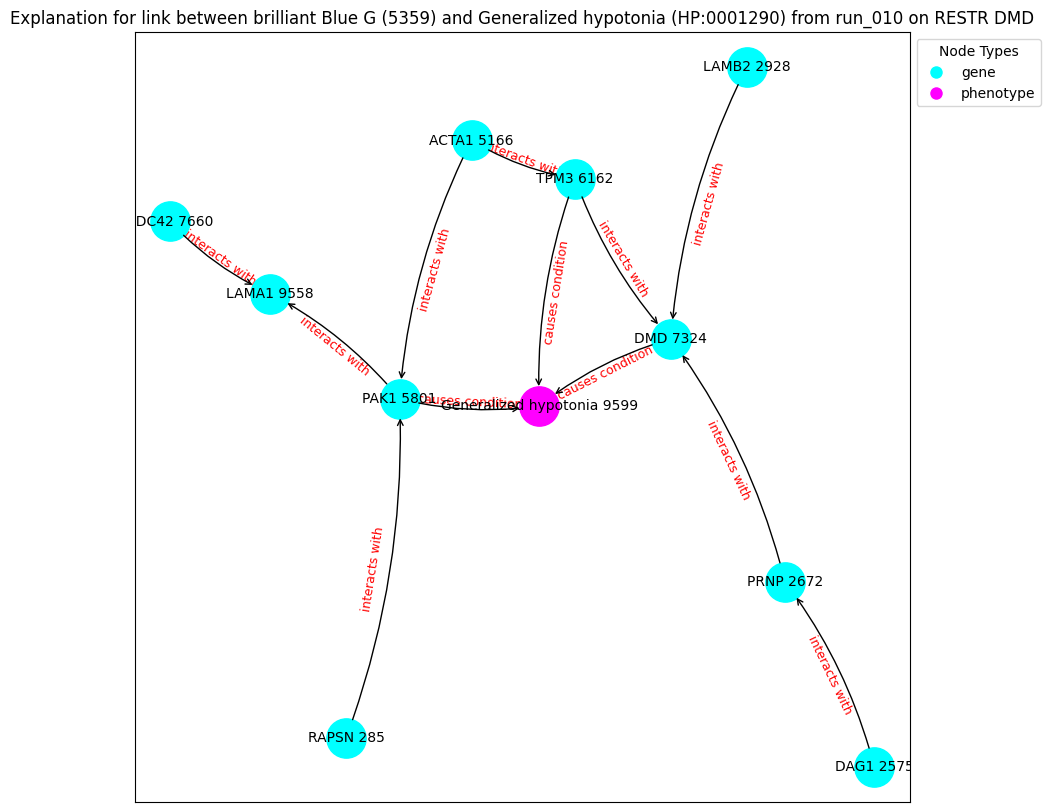 Explanation for link between brilliant Blue G (5359) and Generalized hypotonia (HP:0001290) from run_010 on RESTR DMD
Node Types
gene
phenotype
LAMB2 2928
ACTA1 5166
interacts with
TPM3 6162
DC42 7660
interacts with
LAMA1 9558
interacts with
interacts with
causes condition
interacts with
interacts with
DMD 7324
causes condition
PAK1 5801
causes condition
Generalized hypotonia 9599
interacts with
interacts with
PRNP 2672
interacts with
RAPSN 285
DAG1 2575